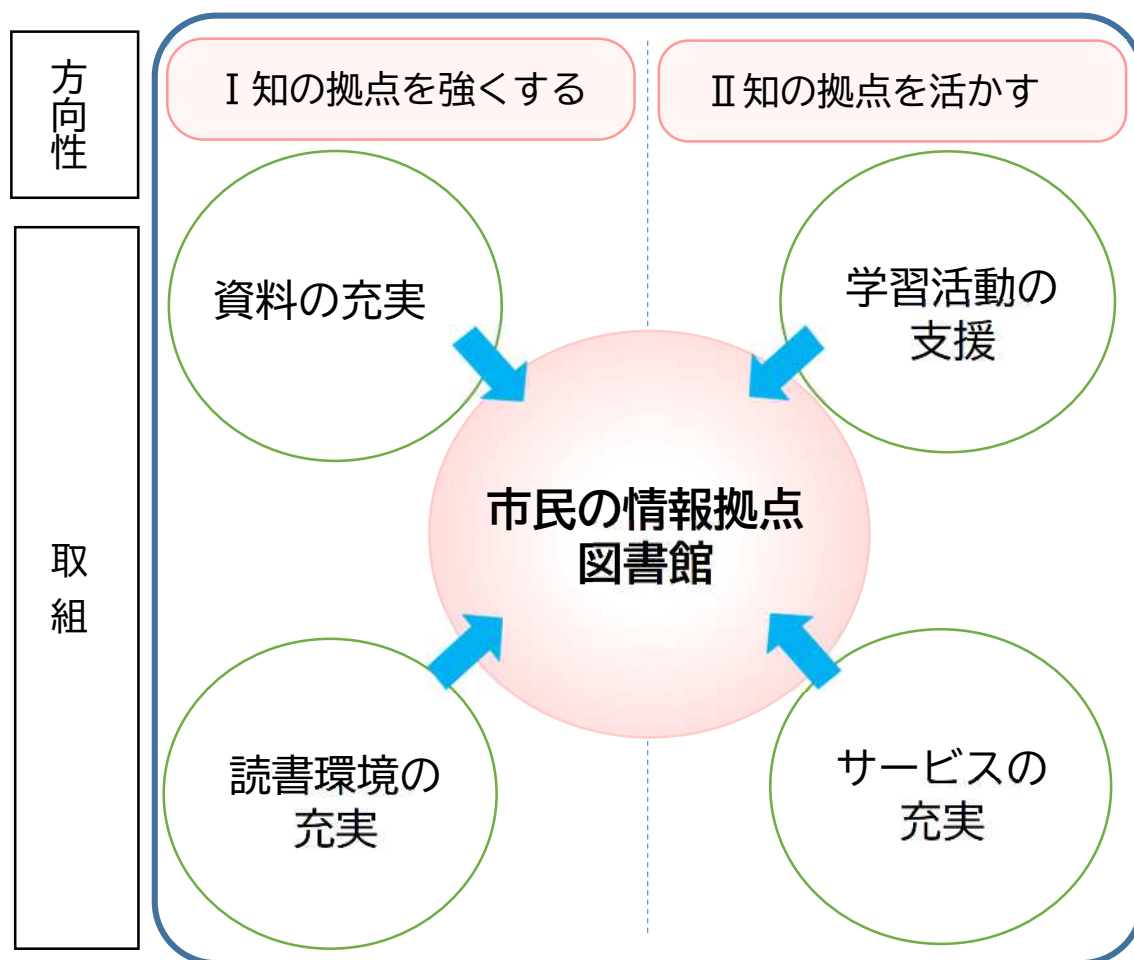 方向性
Ⅰ 知の拠点を強くする
Ⅱ 知の拠点を活かす
取組
資料の充実
学習活動の
支援
市民の情報拠点
図書館
読書環境の
充実
サービスの
充実